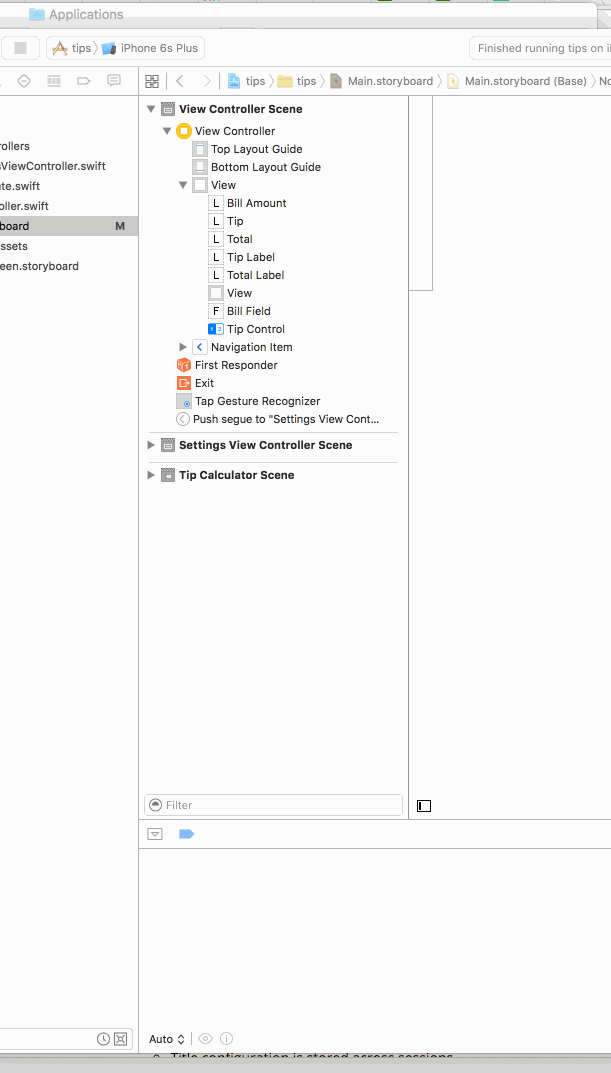 Applications
tips iPhone 6s Plus Finished running tips on i
tips tips Main.storyboard Main.storyboard (Base) No
View Controller Scene
View Controller
ollers
Top Layout Guide
sViewController.swift
Bottom Layout Guide
te.swift
View
oller.swift
L Bill Amount
board M
L Tip
L Total
ssets
L Tip Label
een.storyboard
L Total Label
View
F Bill Field
1 2 Tip Control
Navigation Item
First Responder
Exit
Tap Gesture Recognizer
Push segue to "Settings View Cont...
Settings View Controller Scene
Tip Calculator Scene
Filter
Auto
Title configuration is stored across sessions